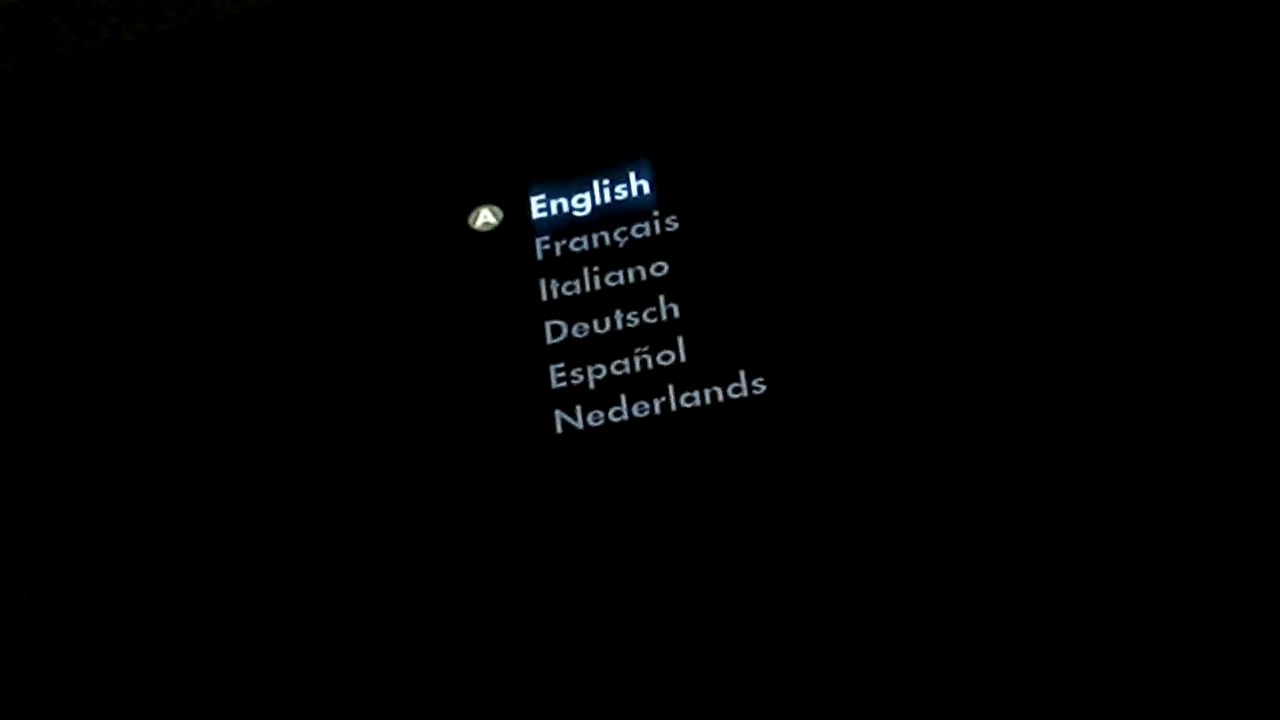 A English
Français
Italiano
Deutsch
Español
Nederlands